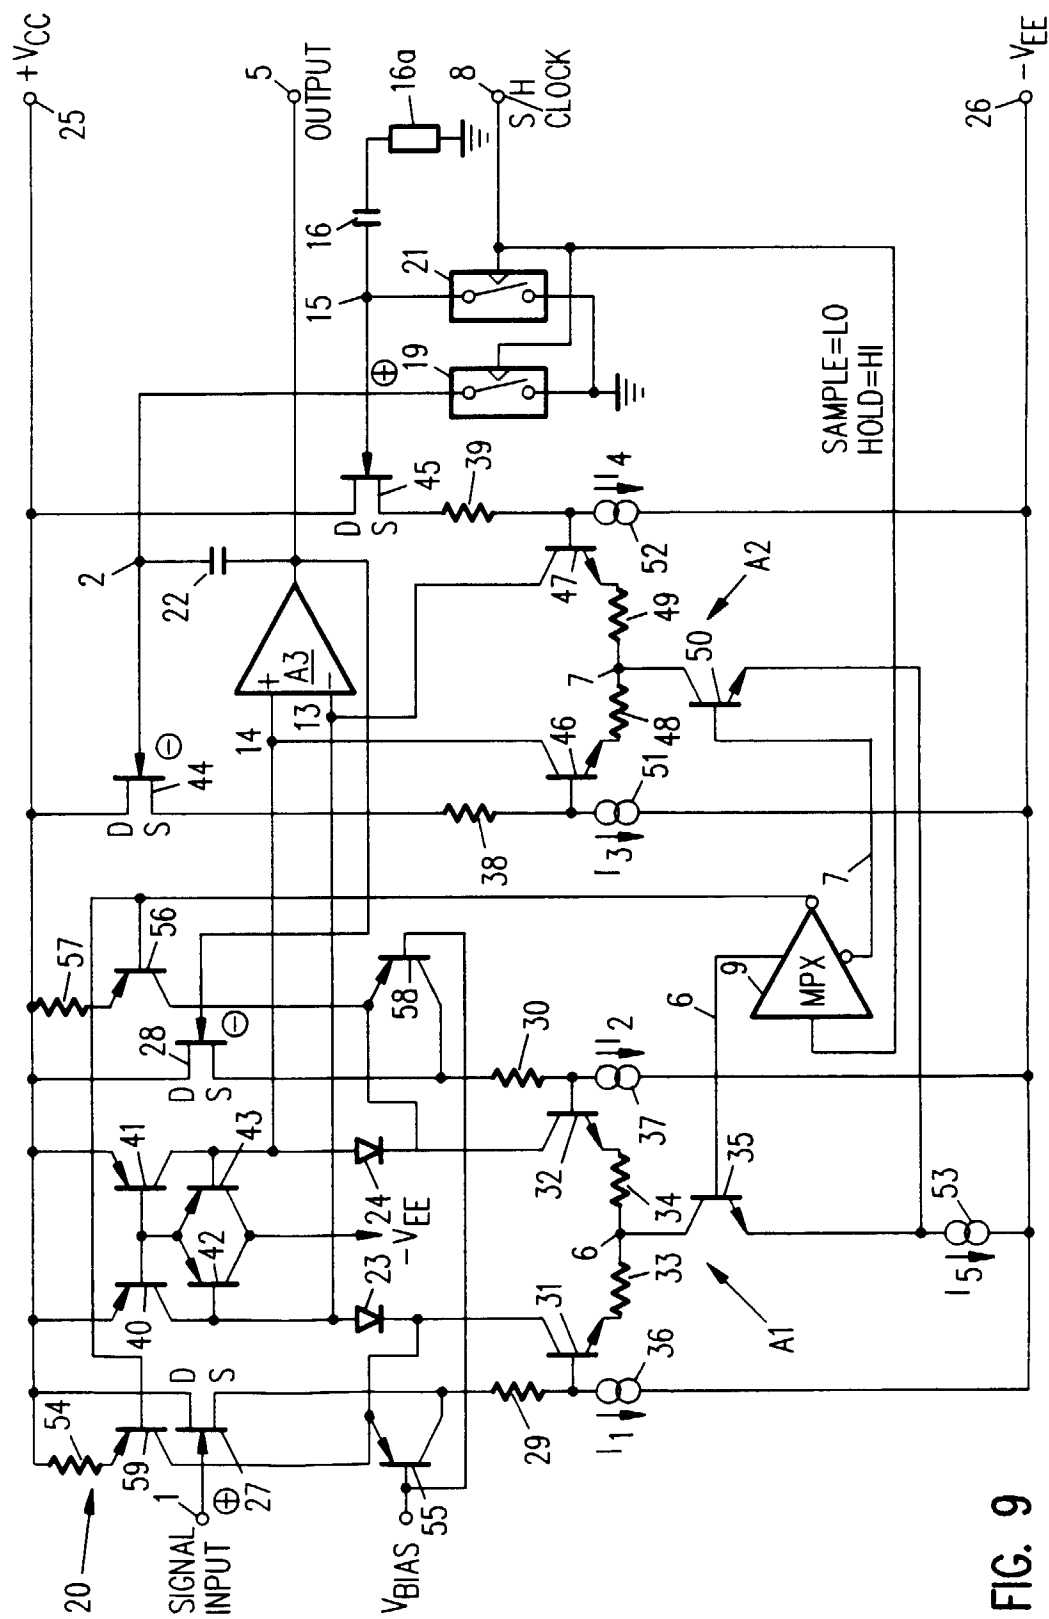 +VCC
25
5
OUTPUT
16a
S H
8
CLOCK
26
-VEE
16
21
15
19
+
SAMPLE=LO
HOLD=HI
2
22
A3
+
-
13
14
D
S
45
39
I4
52
47
49
A2
50
7
48
46
51
I3
D
S
44
-
38
7
57
56
58
9
MPX
6
28
D
S
-
30
I2
37
32
34
35
53
I5
41
43
24
-VEE
42
23
40
6
33
31
36
A1
54
59
D
S
27
29
I1
20
SIGNAL
INPUT
1
+
VBIAS
55
FIG. 9